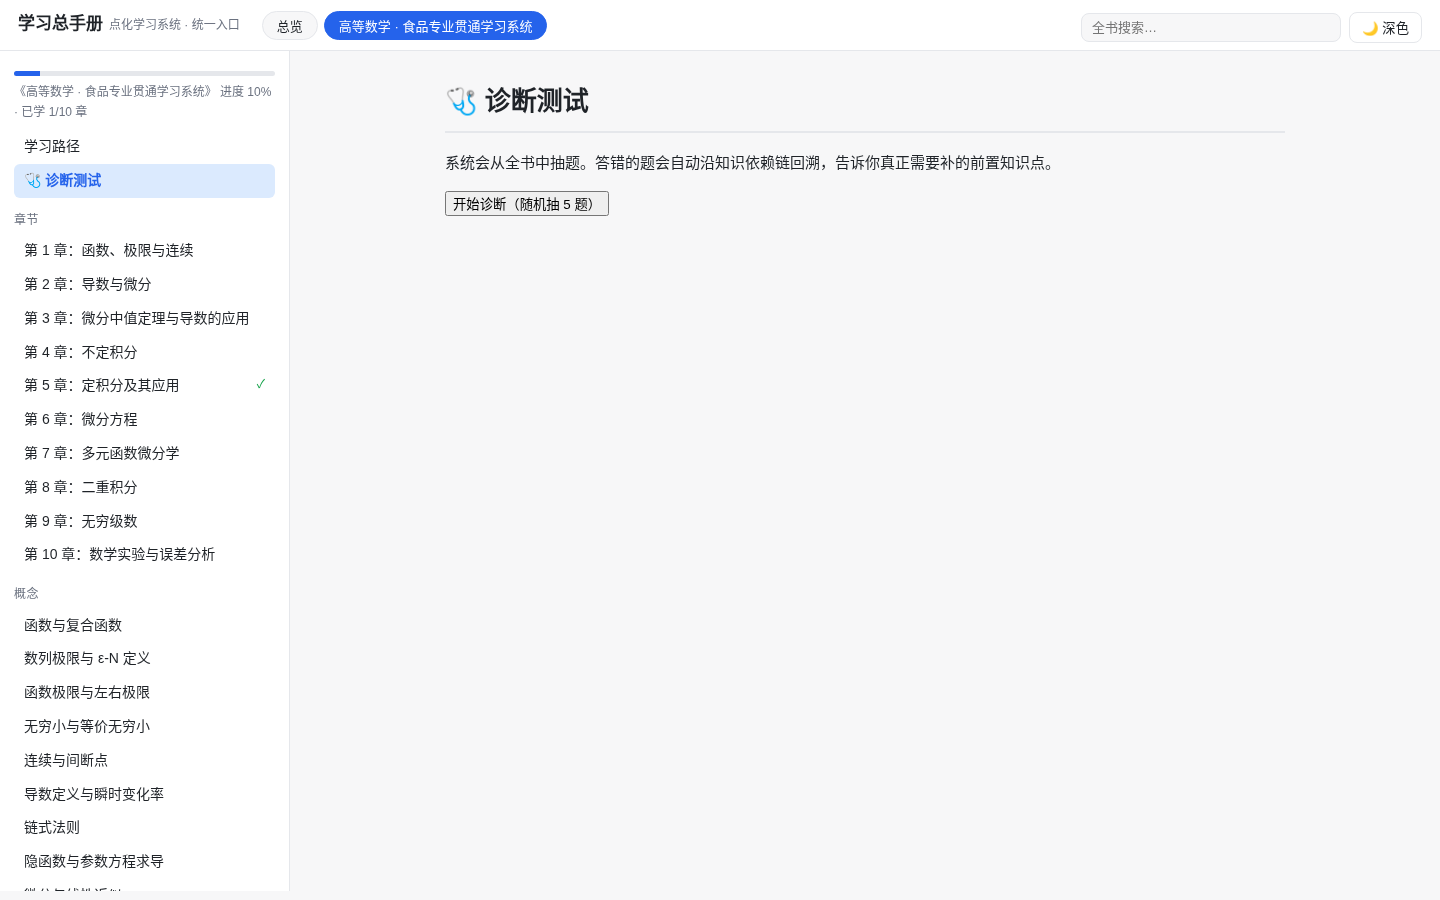 学习总手册 点化学习系统 · 统一入口 总览 高等数学 · 食品专业贯通学习系统 全书搜索… 🌙 深色
《高等数学 · 食品专业贯通学习系统》 进度 10%
· 已学 1/10 章
学习路径
🩺 诊断测试
章节
第 1 章：函数、极限与连续
第 2 章：导数与微分
第 3 章：微分中值定理与导数的应用
第 4 章：不定积分
第 5 章：定积分及其应用 ✓
第 6 章：微分方程
第 7 章：多元函数微分学
第 8 章：二重积分
第 9 章：无穷级数
第 10 章：数学实验与误差分析
概念
函数与复合函数
数列极限与 ε-N 定义
函数极限与左右极限
无穷小与等价无穷小
连续与间断点
导数定义与瞬时变化率
链式法则
隐函数与参数方程求导
🩺 诊断测试
系统会从全书中抽题。答错的题会自动沿知识依赖链回溯，告诉你真正需要补的前置知识点。
开始诊断（随机抽 5 题）